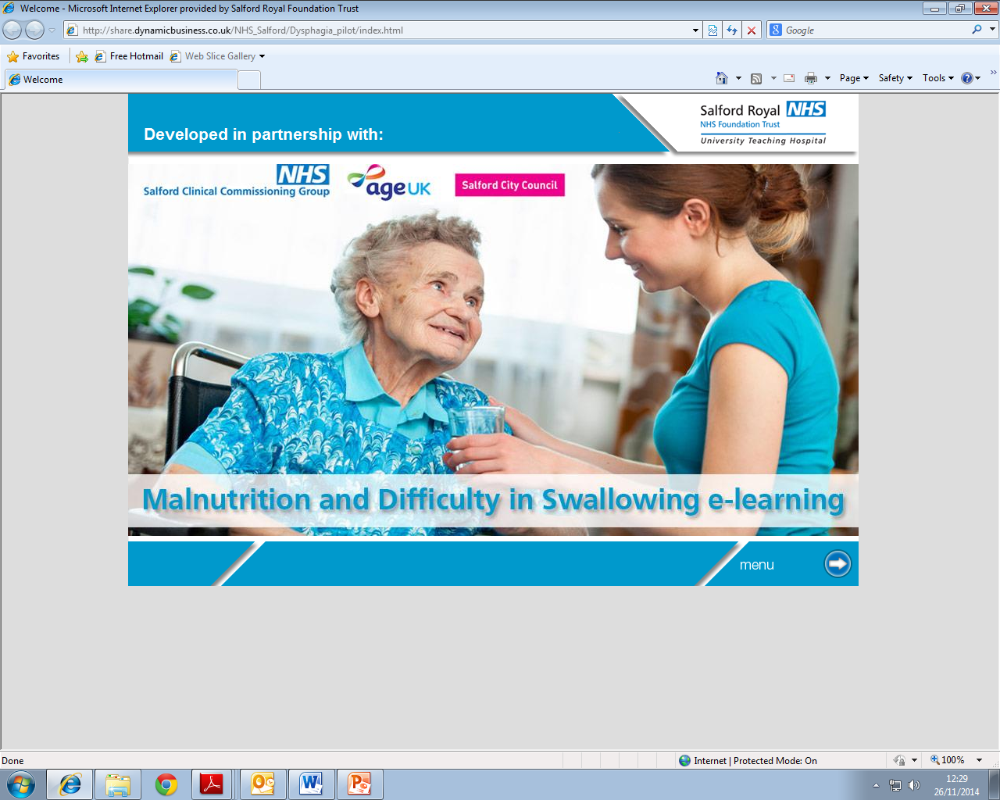 Welcome - Microsoft Internet Explorer provided by Salford Royal Foundation Trust
http://share.dynamicbusiness.co.uk/NHS_Salford/Dysphagia_pilot/index.html
Google
Favorites
Free Hotmail
Web Slice Gallery
Welcome
Page
Safety
Tools
Developed in partnership with:
Salford Royal NHS
NHS Foundation Trust
University Teaching Hospital
NHS
Salford Clinical Commissioning Group
age UK
Salford City Council
Malnutrition and Difficulty in Swallowing e-learning
menu
Done
Internet | Protected Mode: On
100%
12:29
26/11/2014